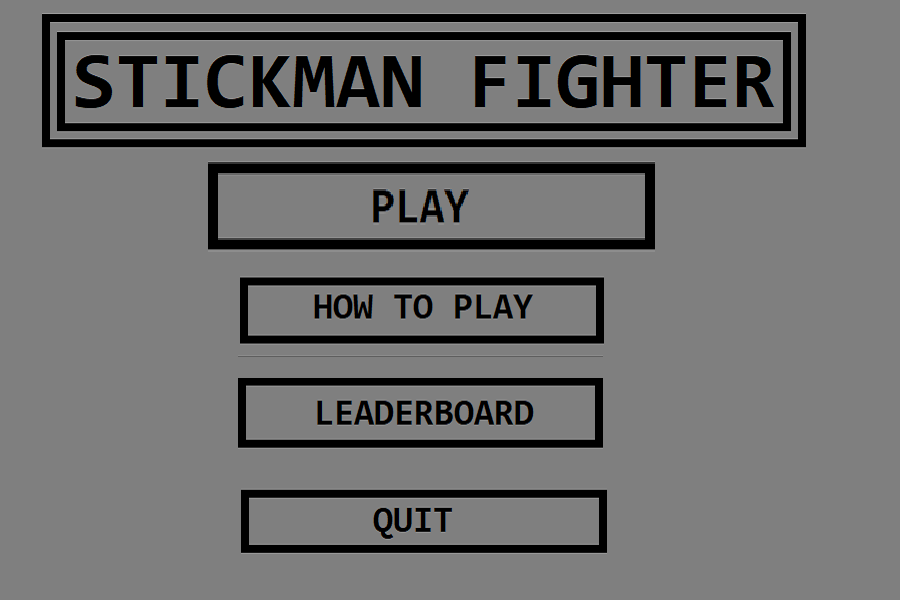 STICKMAN FIGHTER
PLAY
HOW TO PLAY
LEADERBOARD
QUIT